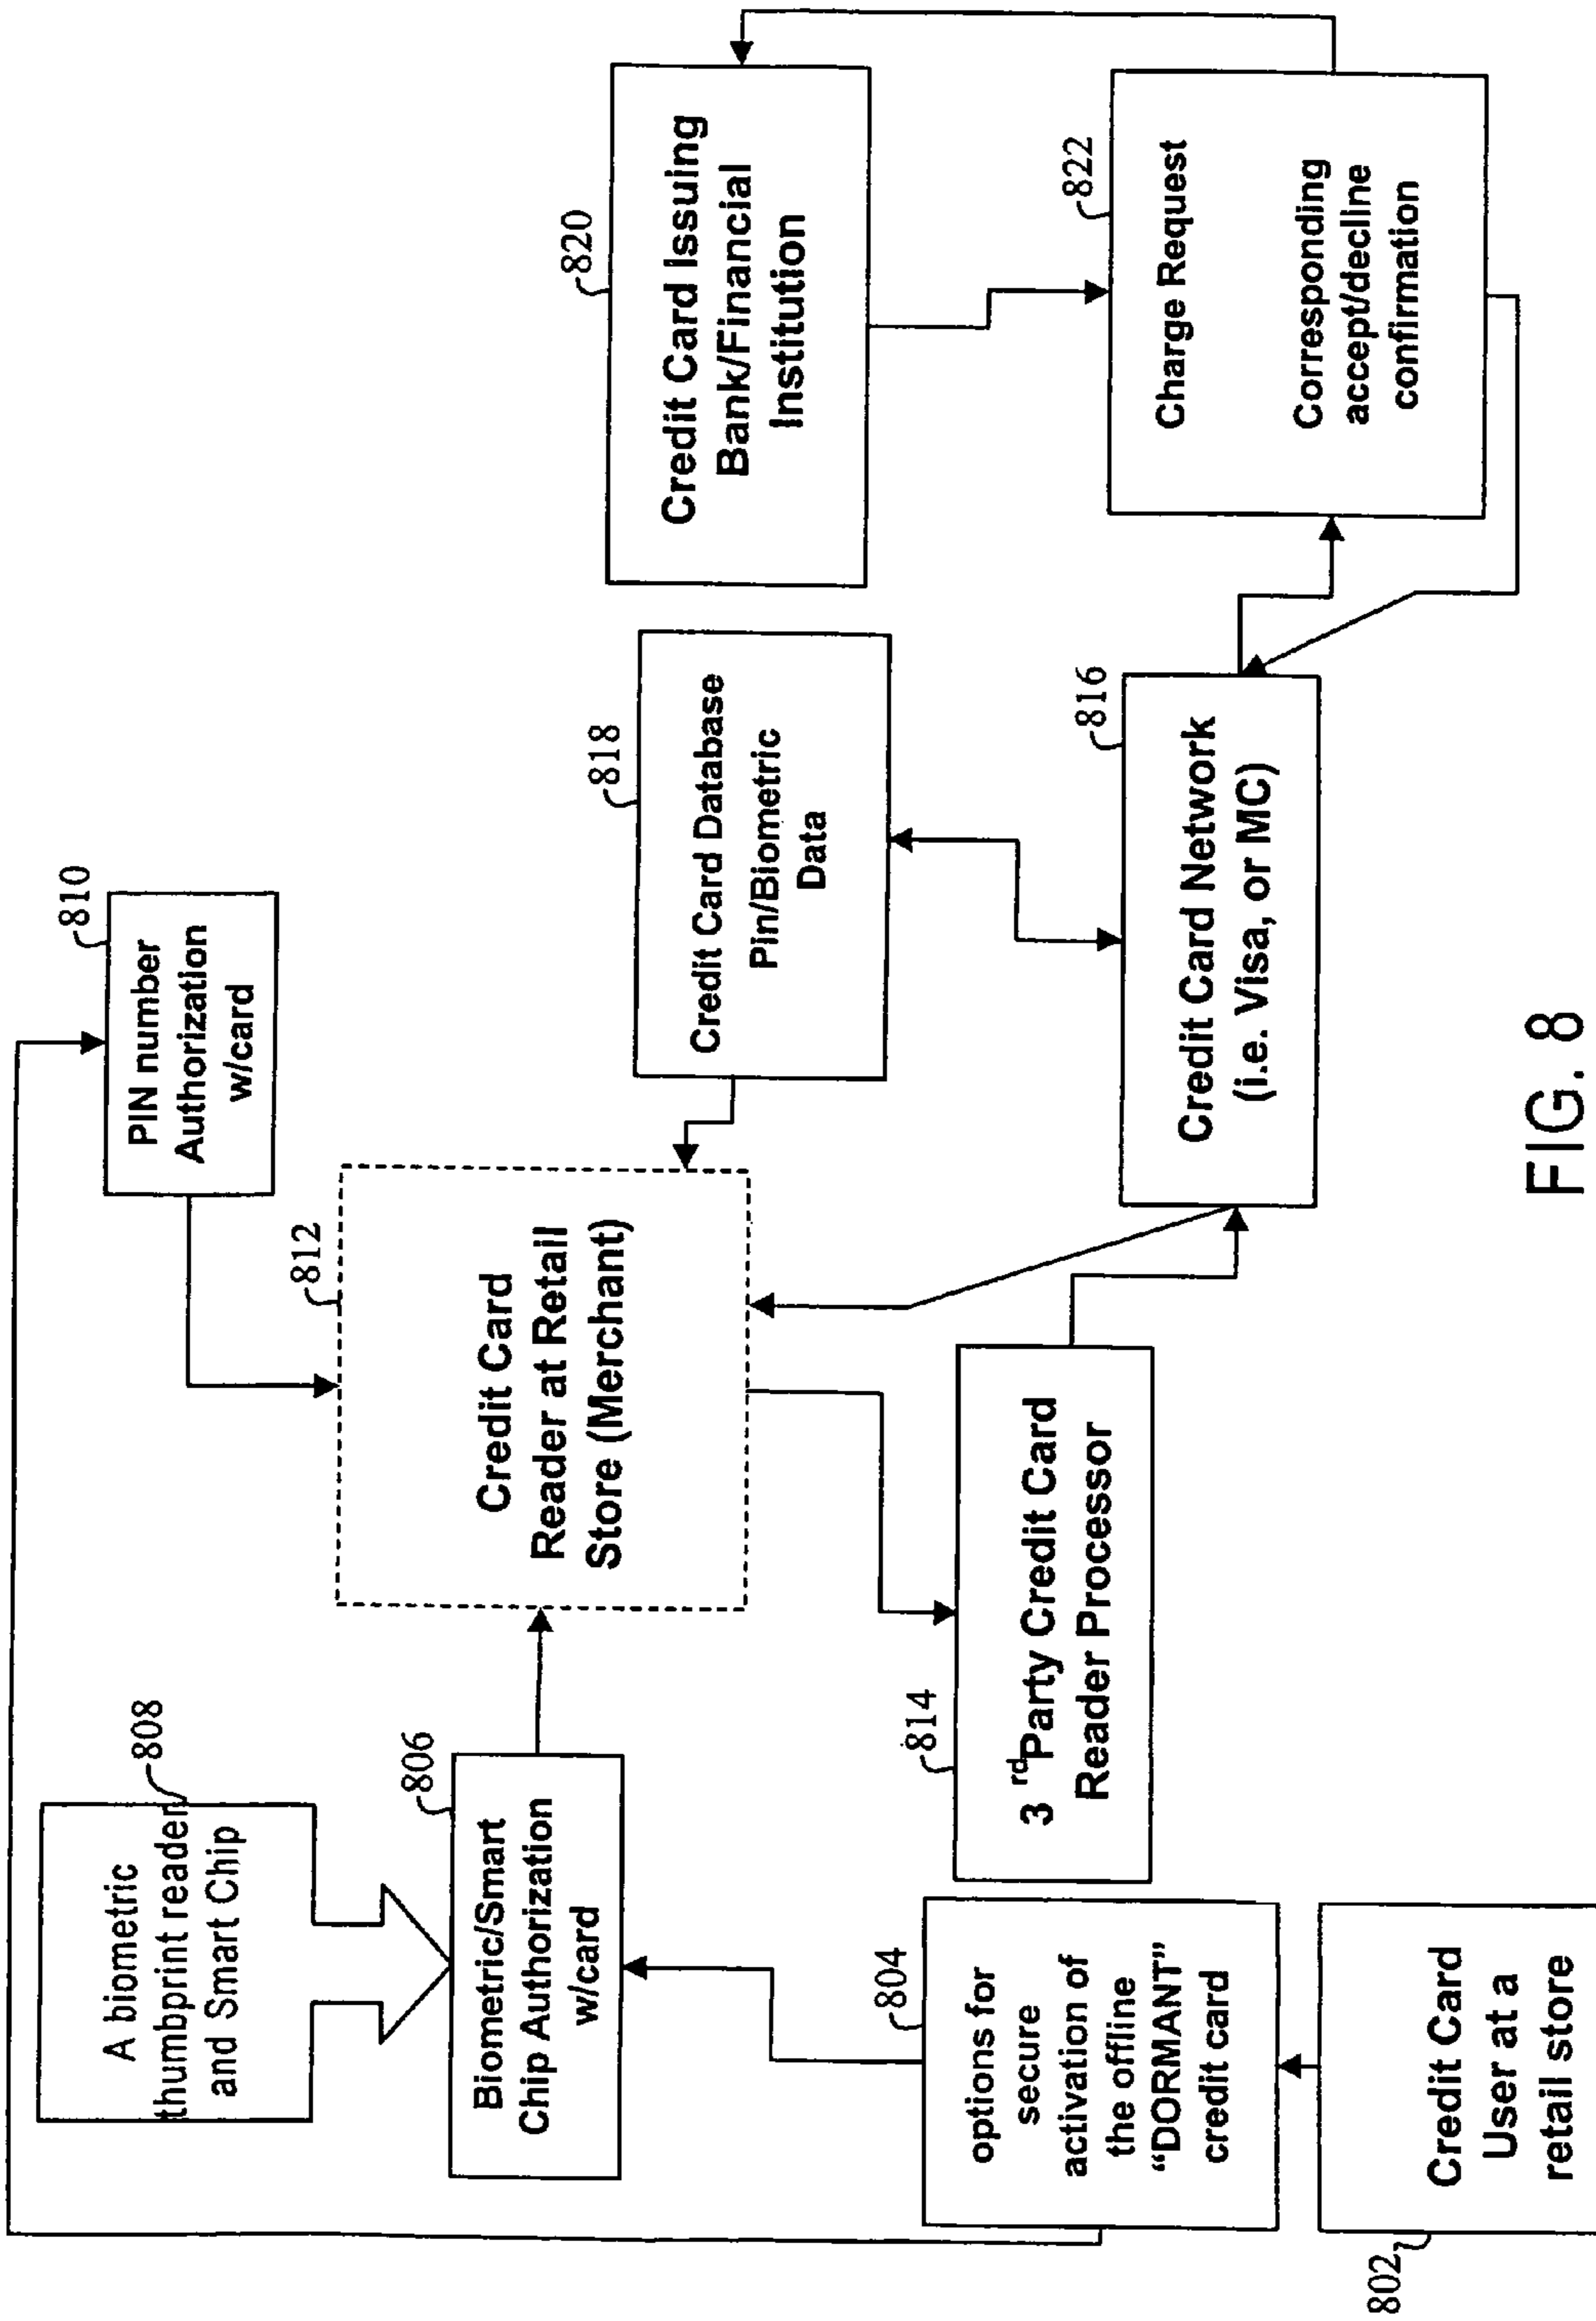 808
A biometric
thumbprint reader
and Smart Chip
810
PIN number
Authorization
w/card
806
Biometric/Smart
Chip Authorization
w/card
812
Credit Card
Reader at Retail
Store (Merchant)
818
Credit Card Database
Pin/Biometric
Data
820
Credit Card Issuing
Bank/Financial
Institution
804
options for
secure
activation of
the offline
“DORMANT”
credit card
814
3 rd Party Credit Card
Reader Processor
816
Credit Card Network
(i.e. Visa, or MC)
822
Charge Request
Corresponding
accept/decline
confirmation
802
Credit Card
User at a
retail store
FIG. 8